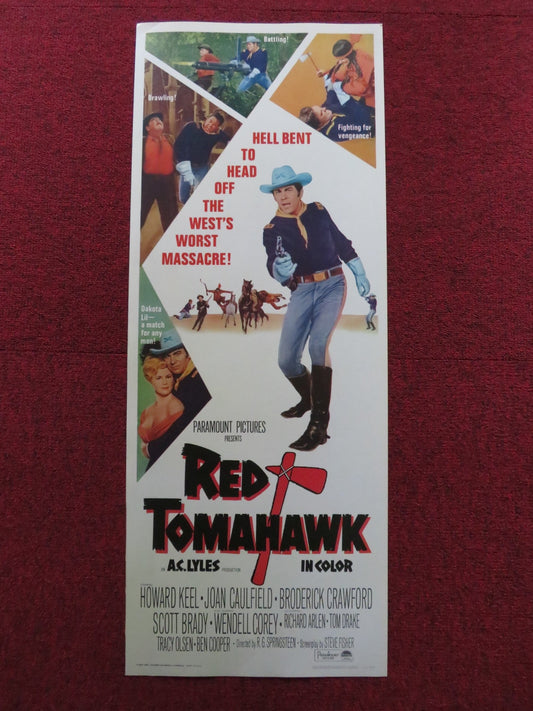 Battling!
Brawling!
Fighting for
vengeance!
HELL BENT
TO
HEAD
OFF
THE
WEST'S
WORST
MASSACRE!
Dakota
Lil—
a match
for any
man!
PARAMOUNT PICTURES
PRESENTS
RED
TOMAHAWK
AN A.C. LYLES PRODUCTION
IN COLOR
HOWARD KEEL • JOAN CAULFIELD • BRODERICK CRAWFORD
SCOTT BRADY • WENDELL COREY • RICHARD ARLEN • TOM DRAKE
TRACY OLSEN • BEN COOPER • Directed by R. G. SPRINGSTEEN • Screenplay by STEVE FISHER